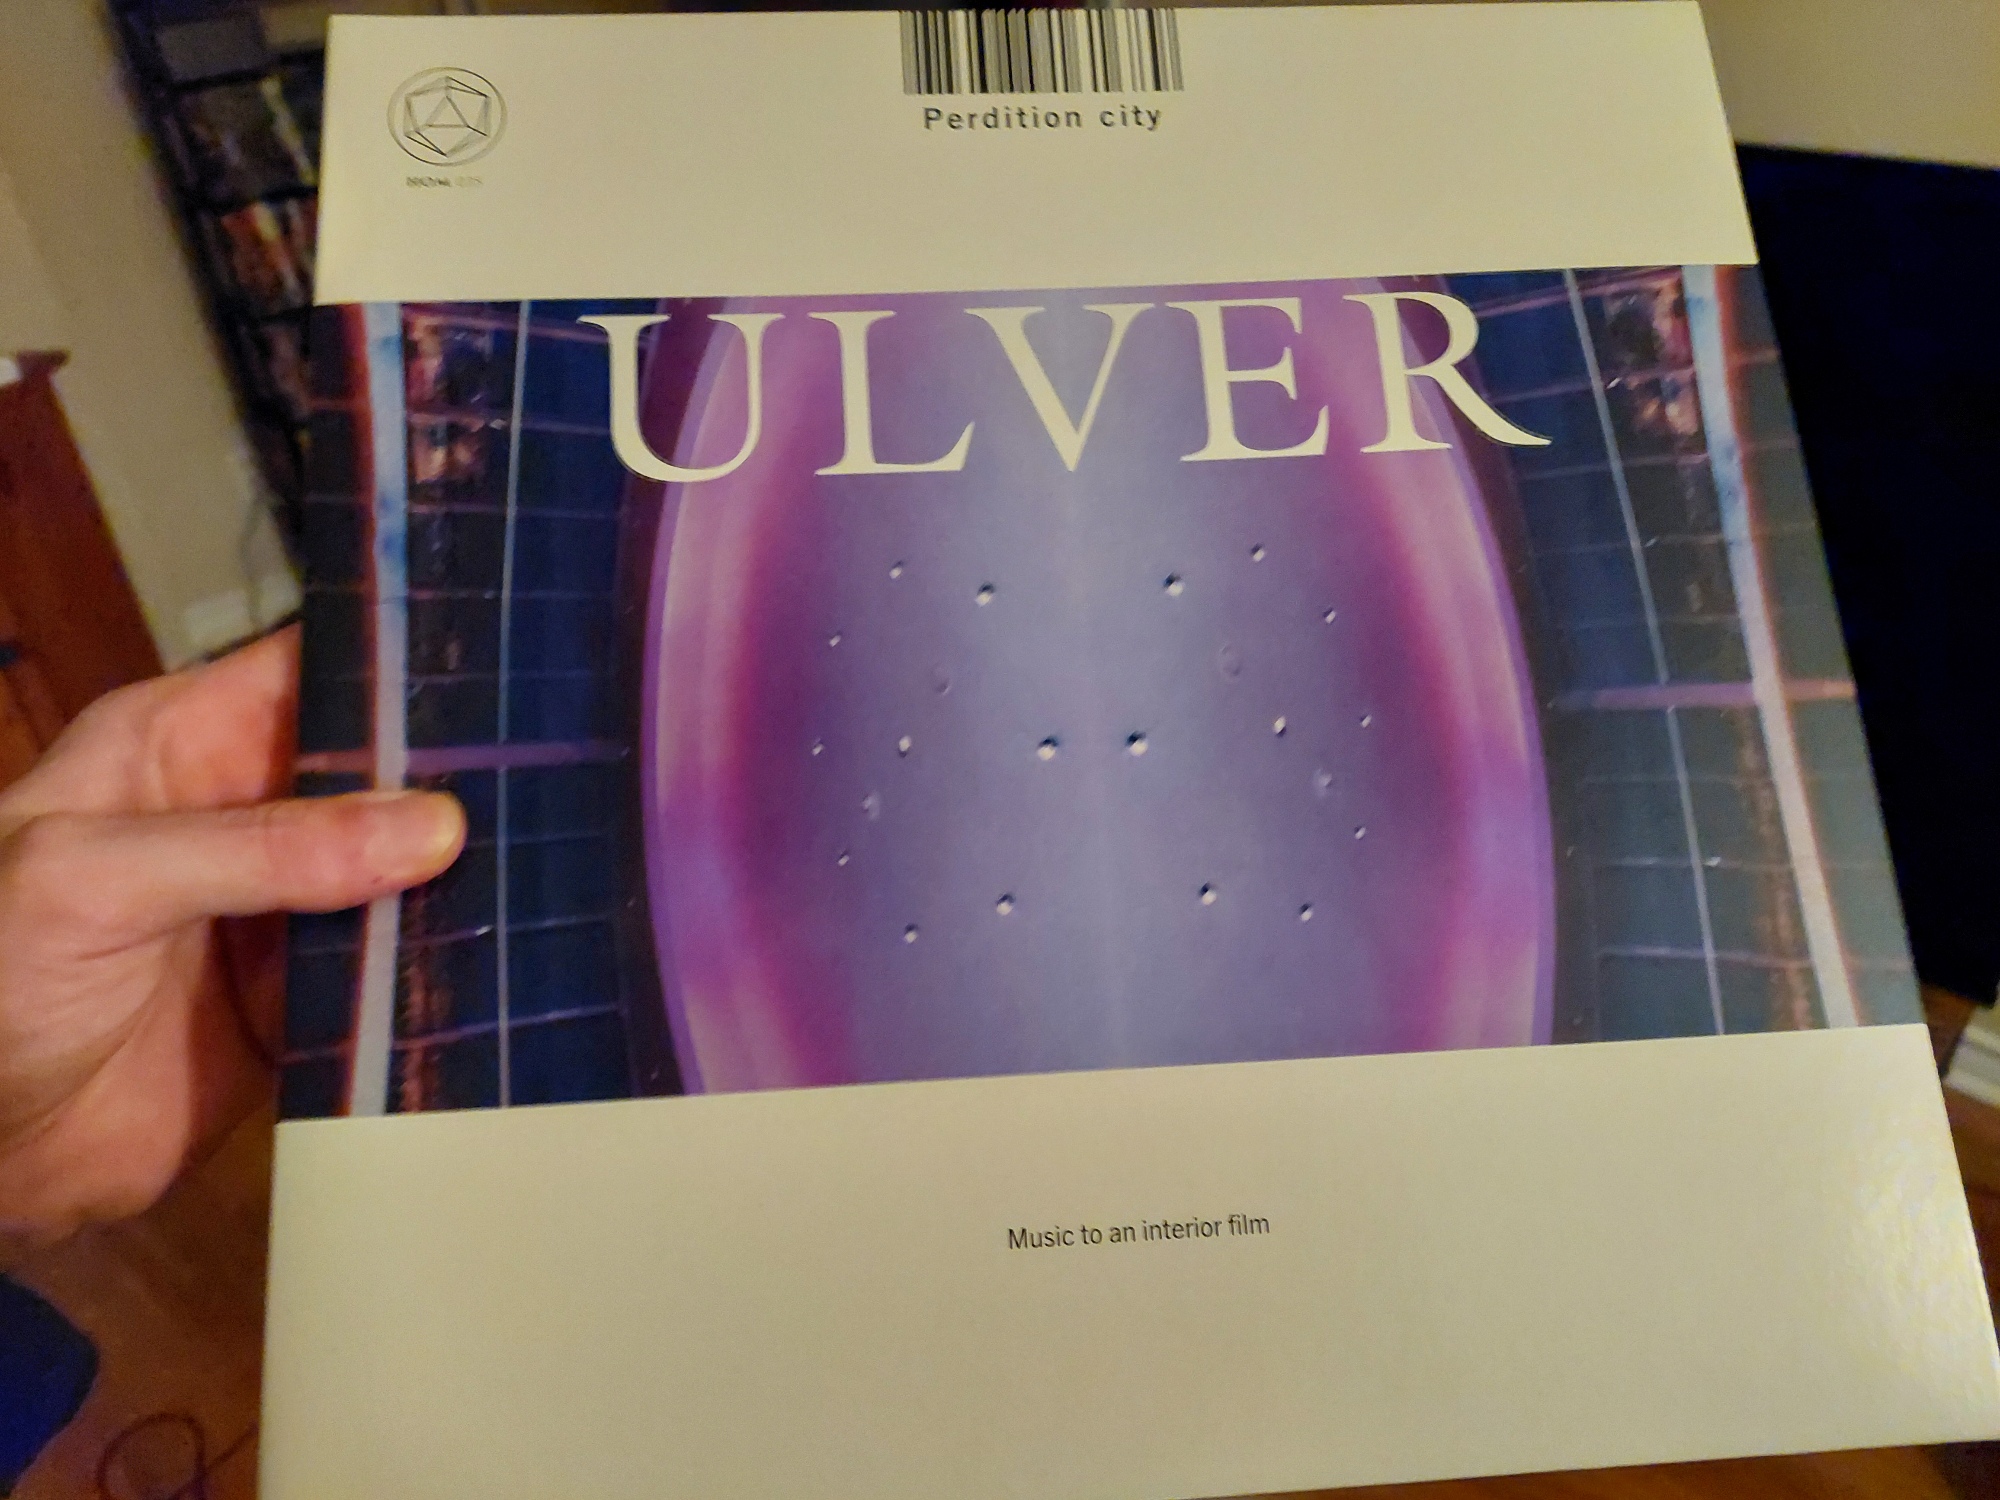 Perdition city
ULVER
Music to an interior film